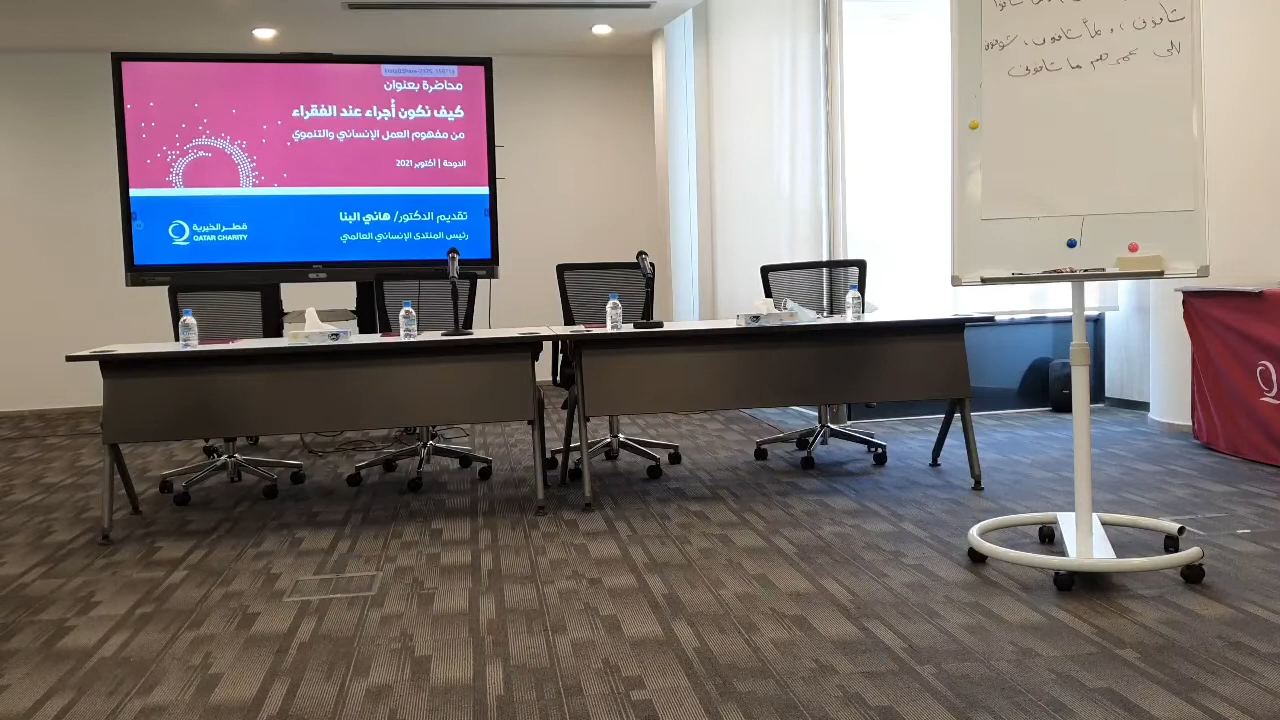 محاضرة بعنوان
كيف نكون أُجراء عند الفقراء
من مفهوم العمل الإنساني والتنموي
الدوحة | أكتوبر 2021
تقديم الدكتور/ هاني البنا
رئيس المنتدى الإنساني العالمي
قطر الخيرية
QATAR CHARITY